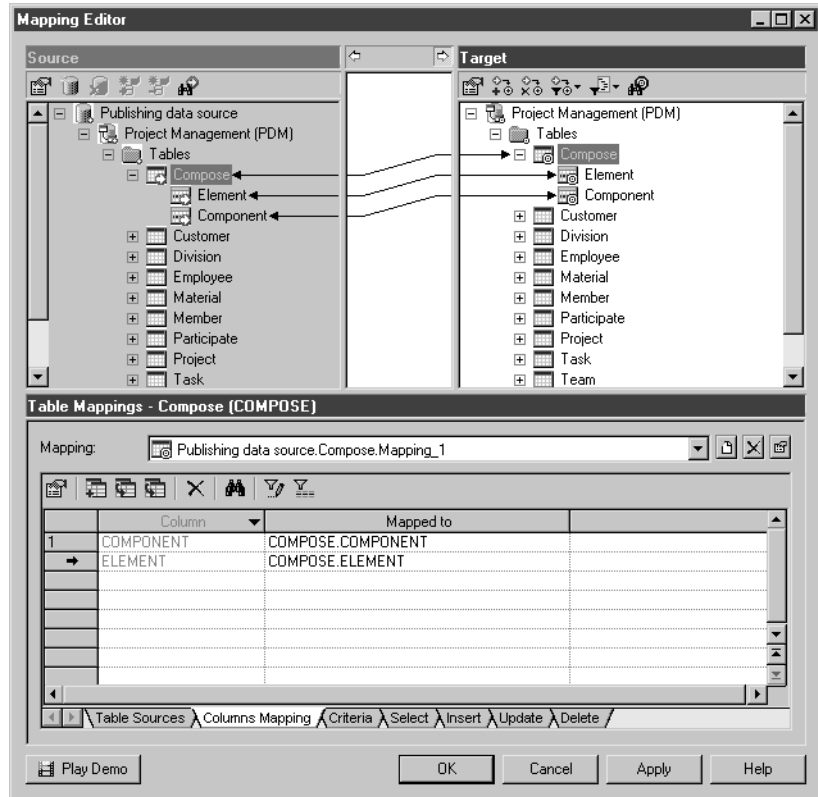 Mapping Editor
Source
Target
Publishing data source
Project Management (PDM)
Tables
Compose
Element
Component
Customer
Division
Employee
Material
Member
Participate
Project
Task
Project Management (PDM)
Tables
Compose
Element
Component
Customer
Division
Employee
Material
Member
Participate
Project
Task
Team
Table Mappings - Compose (COMPOSE)
Mapping: Publishing data source.Compose.Mapping_1
Column Mapped to
1 COMPONENT COMPOSE.COMPONENT
ELEMENT COMPOSE.ELEMENT
Table Sources Columns Mapping Criteria Select Insert Update Delete
Play Demo OK Cancel Apply Help